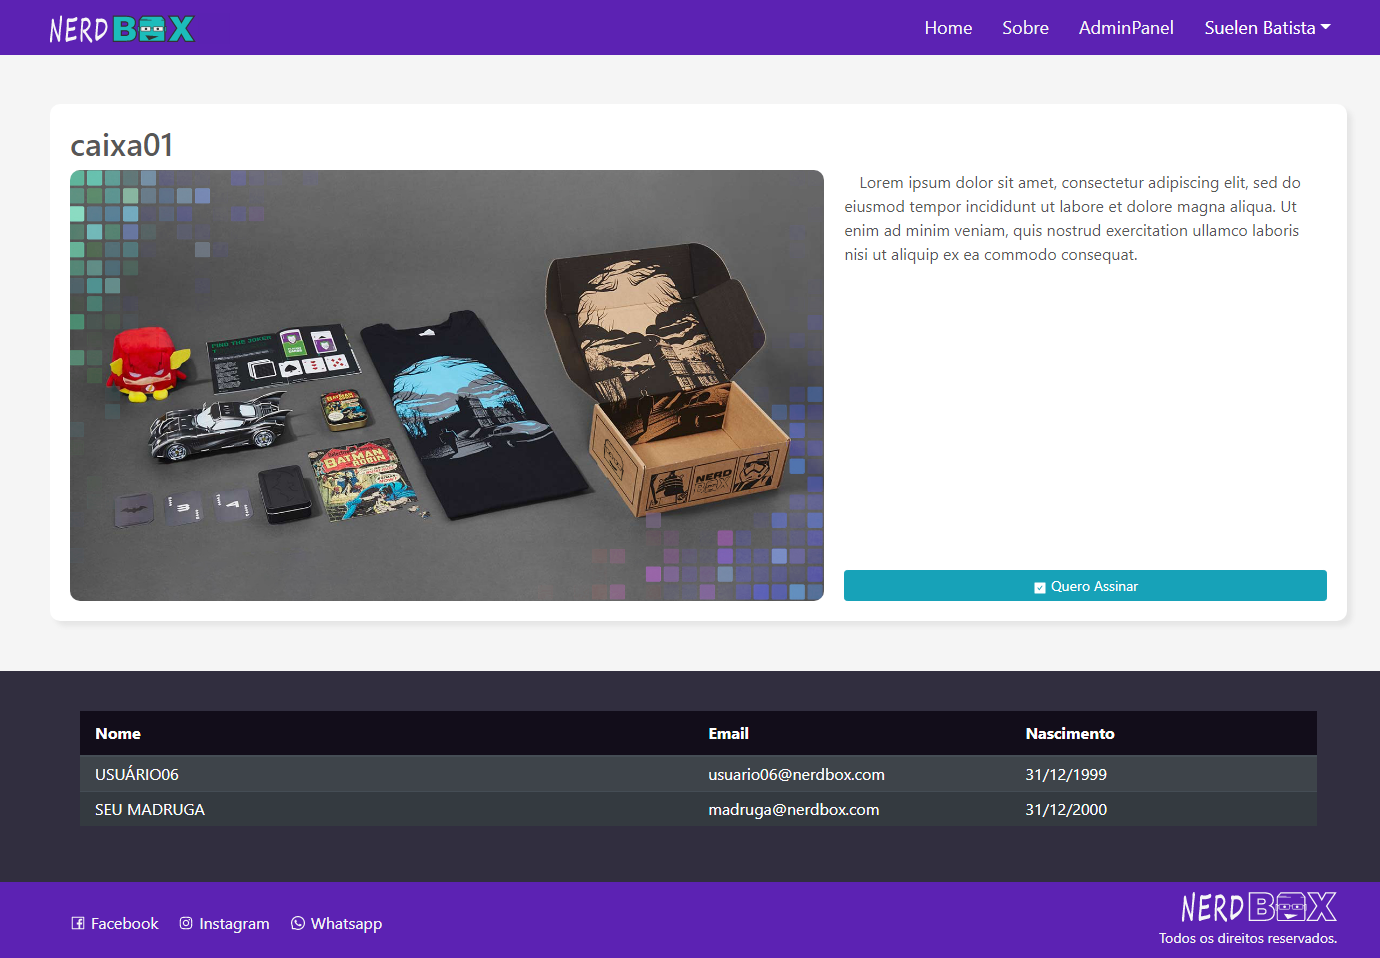 NERD BOX
Home Sobre AdminPanel Suelen Batista
caixa01
FIND THE JOKER
BATMAN
ROBIN
NERD
BOX
Lorem ipsum dolor sit amet, consectetur adipiscing elit, sed do
eiusmod tempor incididunt ut labore et dolore magna aliqua. Ut
enim ad minim veniam, quis nostrud exercitation ullamco laboris
nisi ut aliquip ex ea commodo consequat.
Quero Assinar
Nome Email Nascimento
USUÁRIO06 usuario06@nerdbox.com 31/12/1999
SEU MADRUGA madruga@nerdbox.com 31/12/2000
Facebook Instagram Whatsapp
NERD BOX
Todos os direitos reservados.